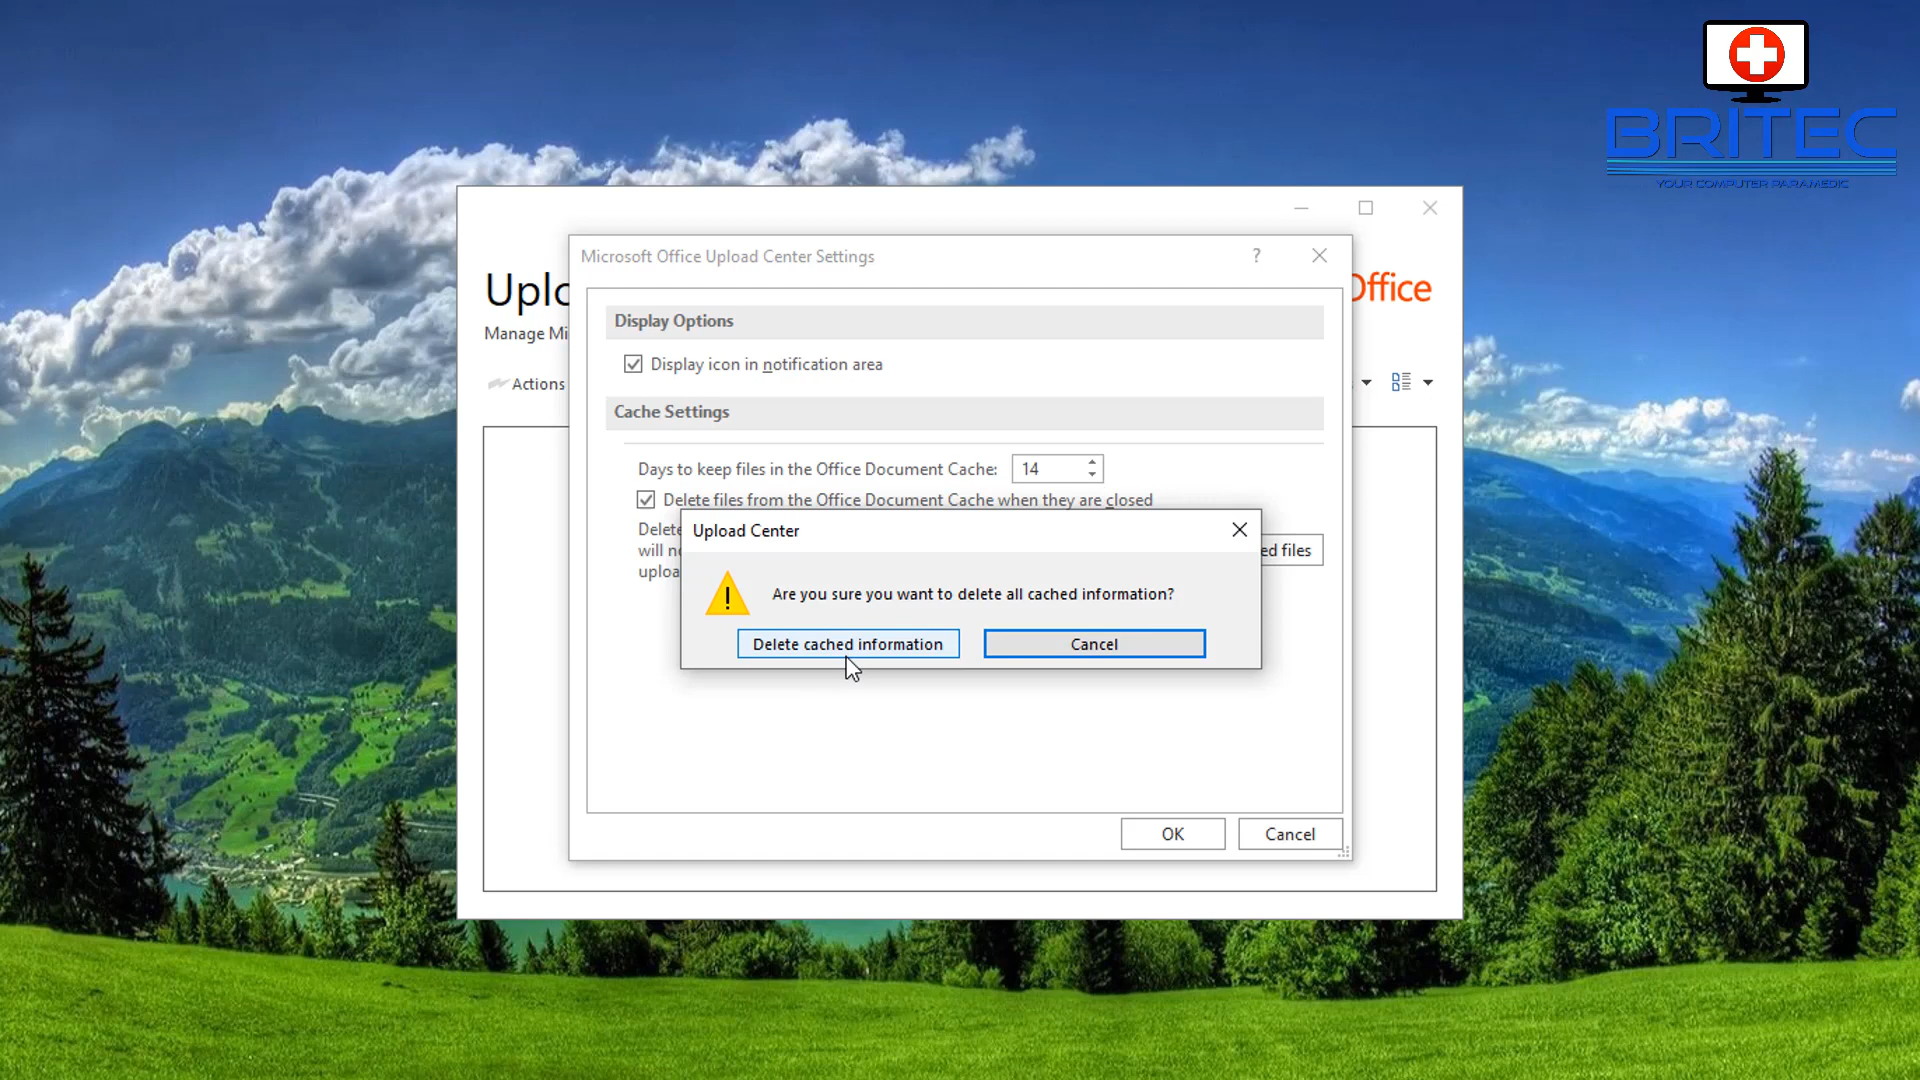 BRITEC
YOUR COMPUTER PARAMEDIC
Microsoft Office Upload Center Settings
?
Uplo
Office
Manage Mi
Display Options
Display icon in notification area
Actions
Cache Settings
Days to keep files in the Office Document Cache: 14
Delete files from the Office Document Cache when they are closed
Delete
will no
uploa
ed files
Upload Center
Are you sure you want to delete all cached information?
Delete cached information
Cancel
OK
Cancel